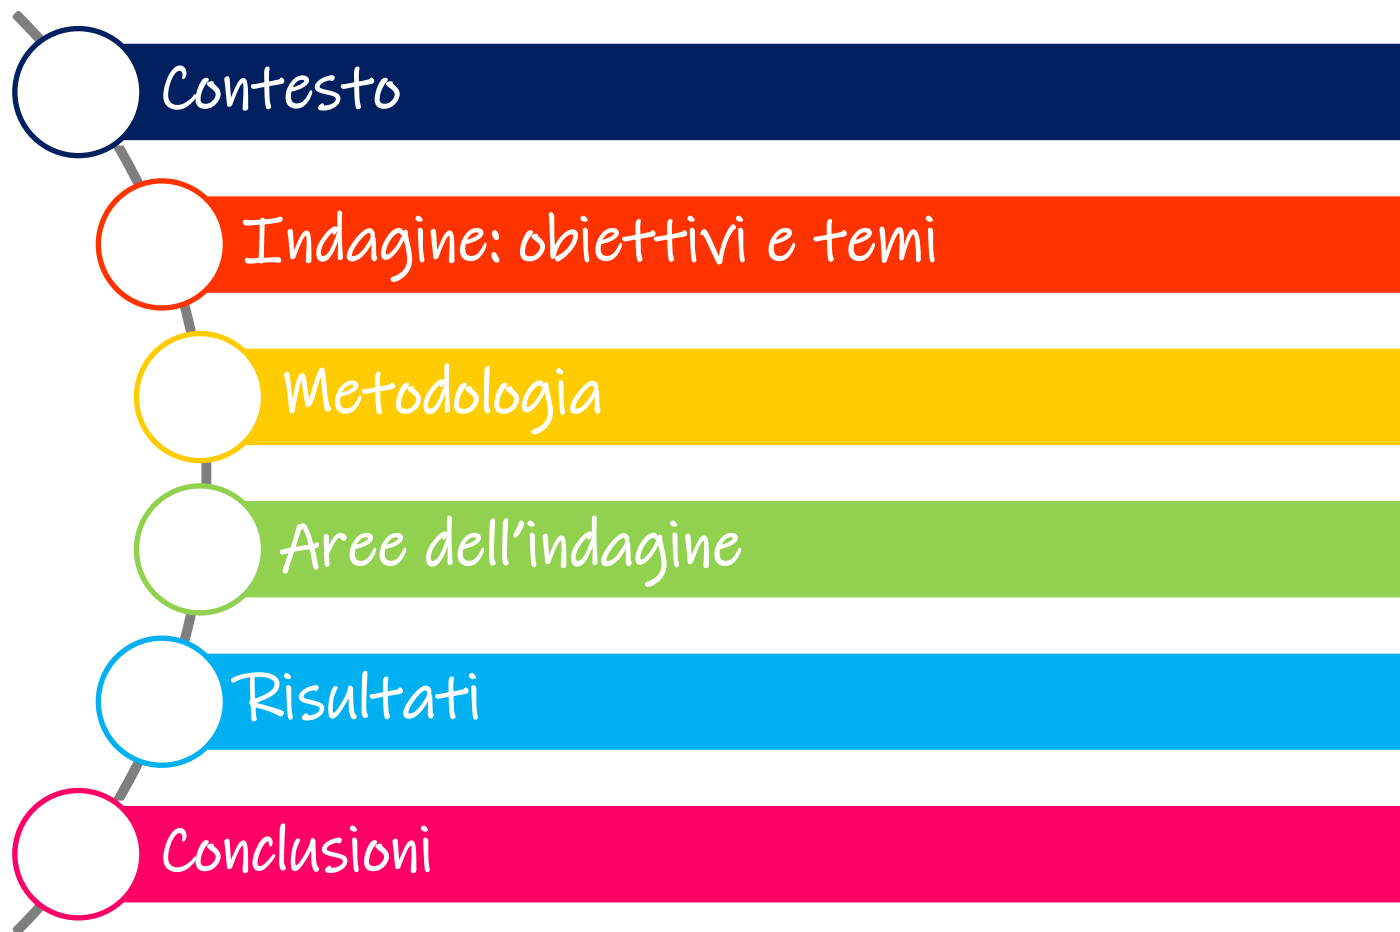 Contesto
Indagine: obiettivi e temi
Metodologia
Aree dell’indagine
Risultati
Conclusioni